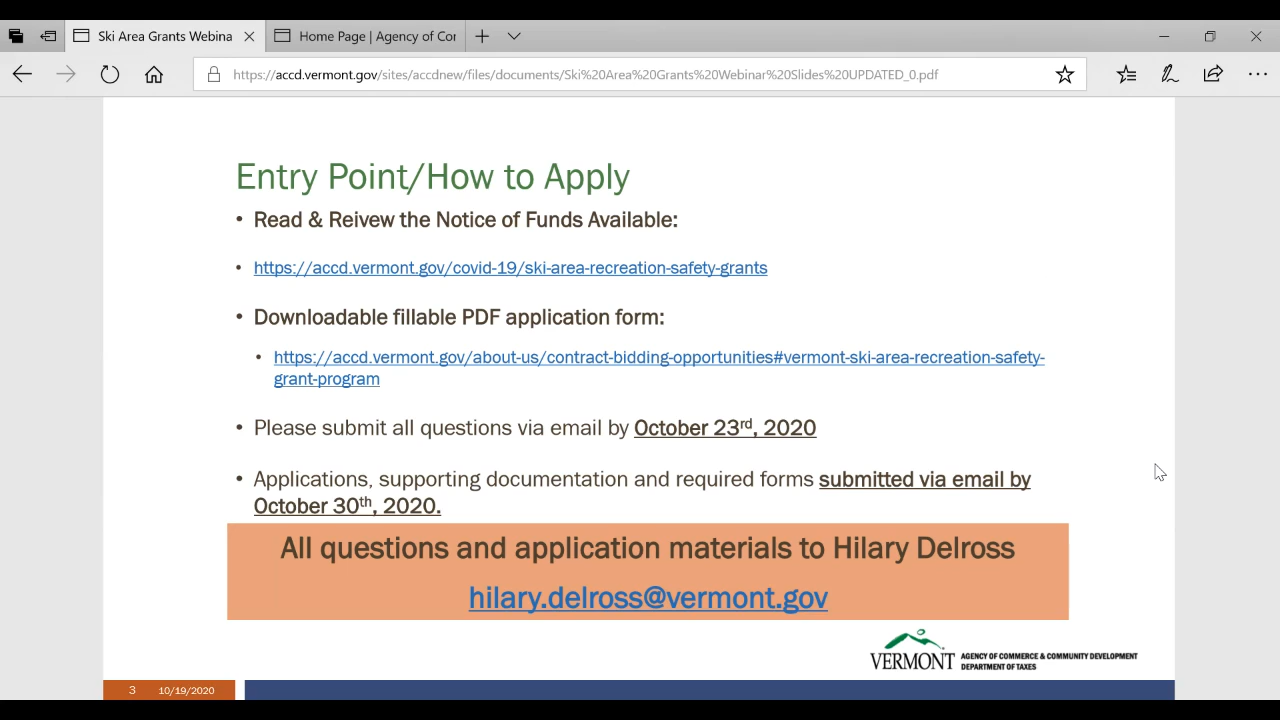 Ski Area Grants Webina
Home Page | Agency of Cor
https://accd.vermont.gov/sites/accdnew/files/documents/Ski%20Area%20Grants%20Webinar%20Slides%20UPDATED_0.pdf
Entry Point/How to Apply
• Read & Reivew the Notice of Funds Available:
• https://accd.vermont.gov/covid-19/ski-area-recreation-safety-grants
• Downloadable fillable PDF application form:
• https://accd.vermont.gov/about-us/contract-bidding-opportunities#vermont-ski-area-recreation-safety-
grant-program
• Please submit all questions via email by October 23rd, 2020
• Applications, supporting documentation and required forms submitted via email by
October 30th, 2020.
All questions and application materials to Hilary Delross
hilary.delross@vermont.gov
VERMONT AGENCY OF COMMERCE & COMMUNITY DEVELOPMENT
DEPARTMENT OF TAXES
3 10/19/2020